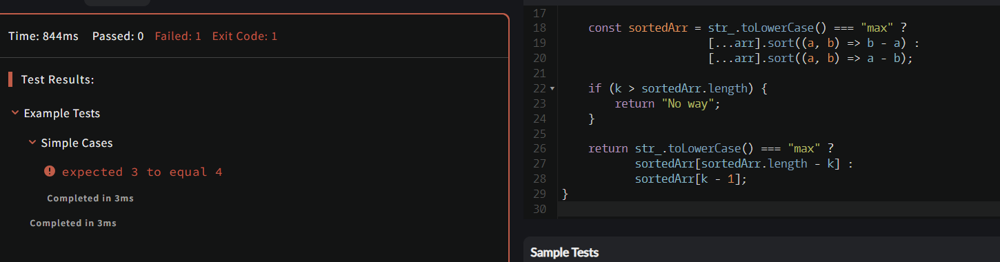 Time: 844ms Passed: 0 Failed: 1 Exit Code: 1
Test Results:
Example Tests
Simple Cases
expected 3 to equal 4
Completed in 3ms
Completed in 3ms
17
18 const sortedArr = str_.toLowerCase() === "max" ?
19 [...arr].sort((a, b) => b - a) :
20 [...arr].sort((a, b) => a - b);
21
22 if (k > sortedArr.length) {
23 return "No way";
24 }
25
26 return str_.toLowerCase() === "max" ?
27 sortedArr[sortedArr.length - k] :
28 sortedArr[k - 1];
29 }
30
Sample Tests